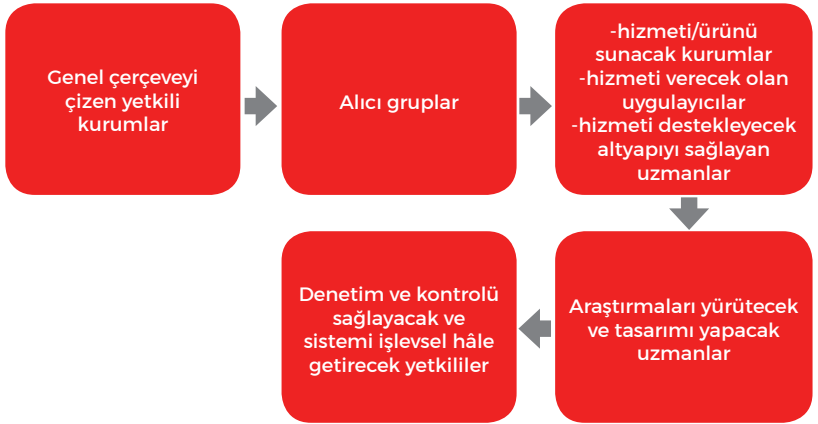 Genel çerçeveyi
çizen yetkili
kurumlar
Alıcı gruplar
-hizmeti/ürünü
sunacak kurumlar
-hizmeti verecek olan
uygulayıcılar
-hizmeti destekleyecek
altyapıyı sağlayan
uzmanlar
Araştırmaları yürütecek
ve tasarımı yapacak
uzmanlar
Denetim ve kontrolü
sağlayacak ve
sistemi işlevsel hâle
getirecek yetkililer